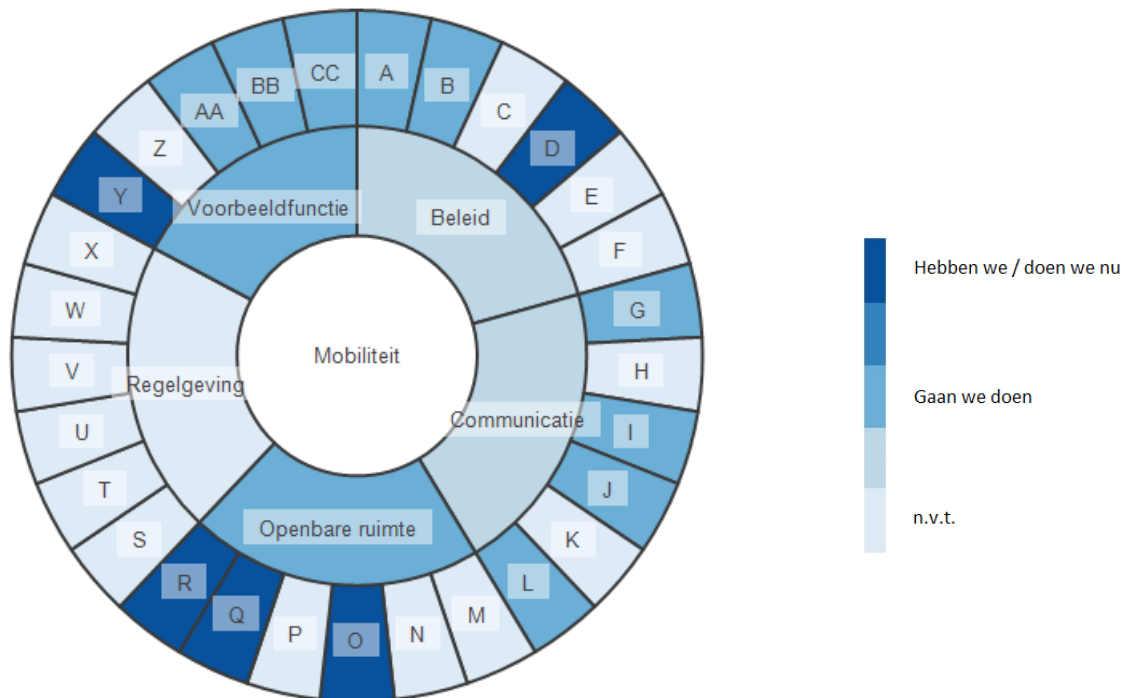 A
B
C
D
E
F
G
H
I
J
K
L
M
N
O
P
Q
R
S
T
U
V
W
X
Y
Z
AA
BB
CC
Voorbeeldfunctie
Beleid
Communicatie
Openbare ruimte
Regelgeving
Mobiliteit
Hebben we / doen we nu
Gaan we doen
n.v.t.